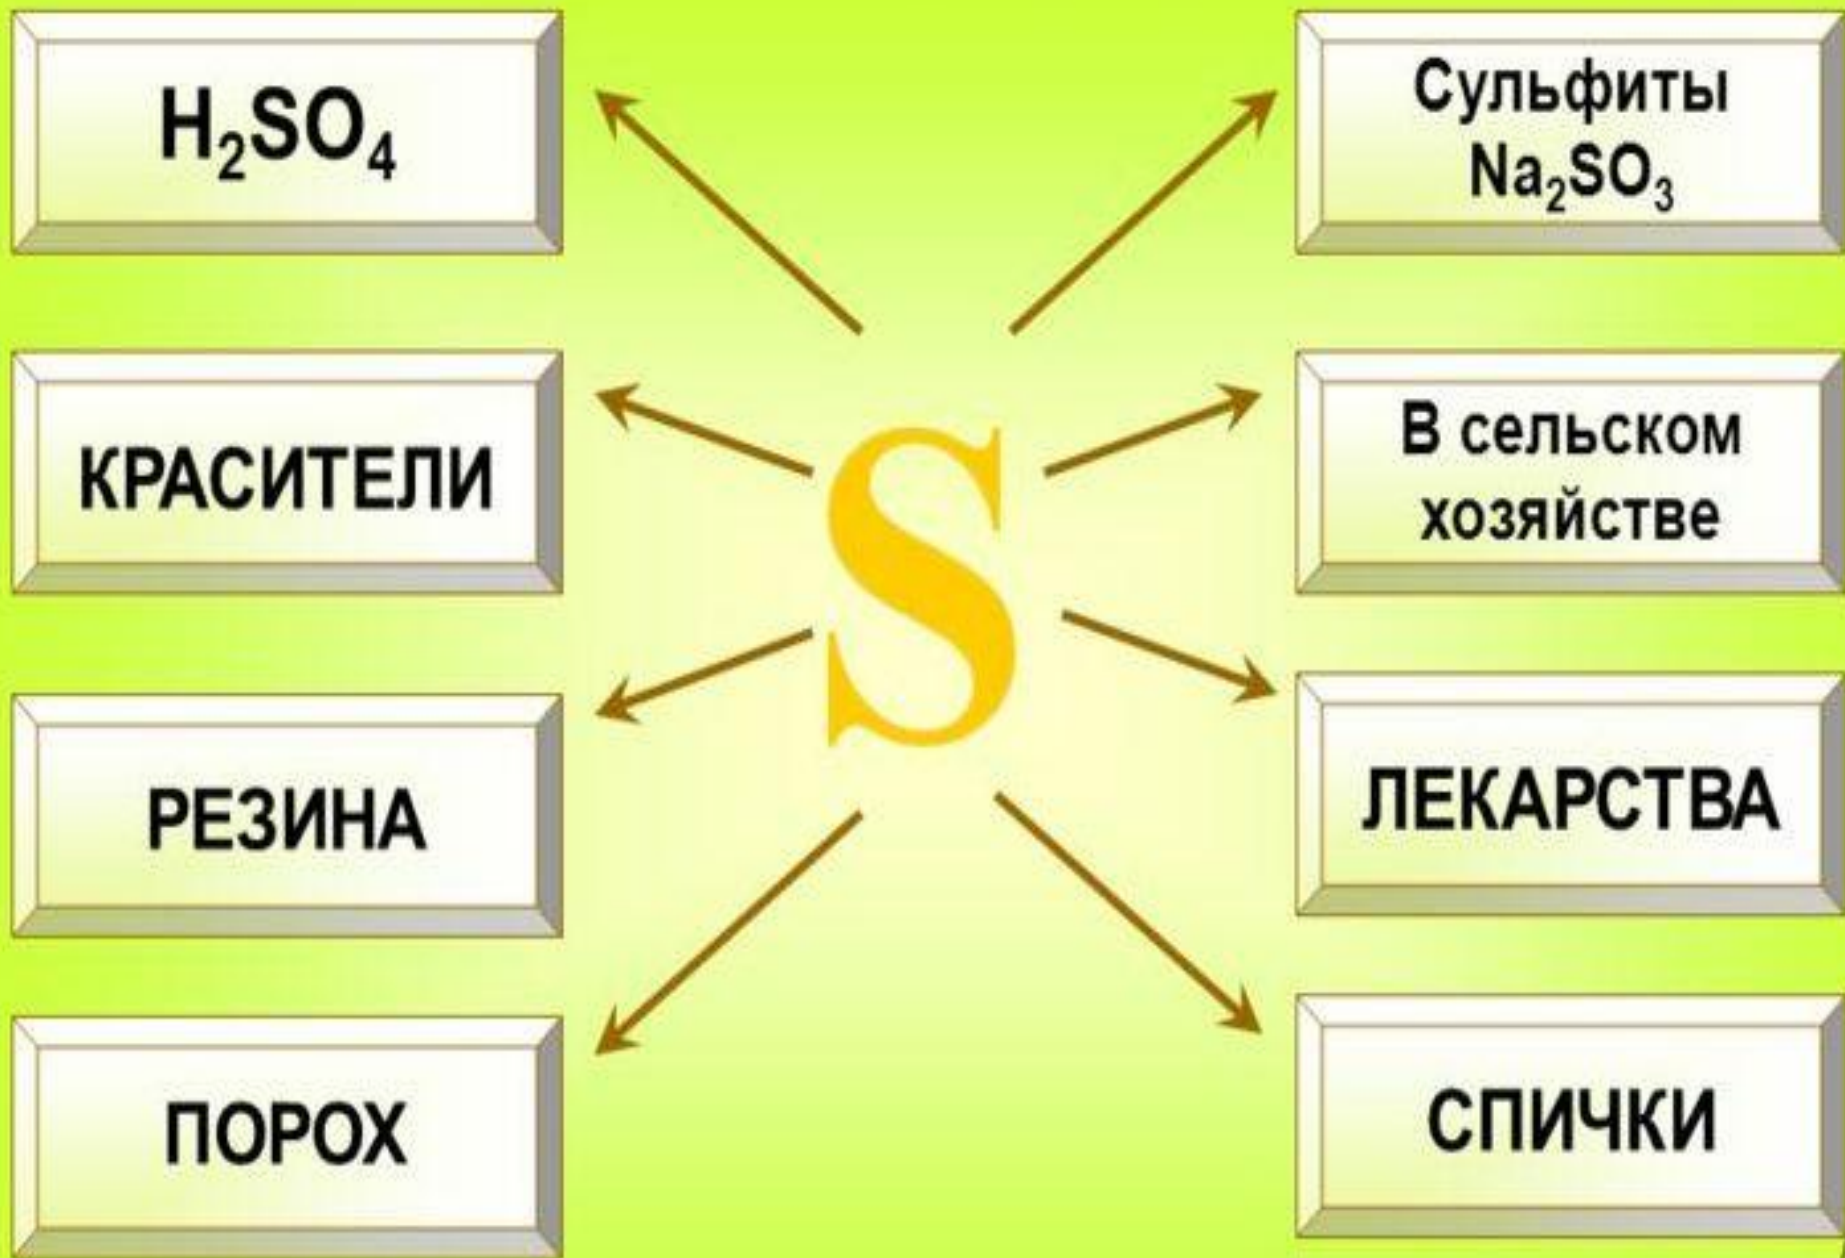 H₂SO₄
Сульфиты
Na₂SO₃
КРАСИТЕЛИ
В сельском
хозяйстве
S
РЕЗИНА
ЛЕКАРСТВА
ПОРОХ
СПИЧКИ